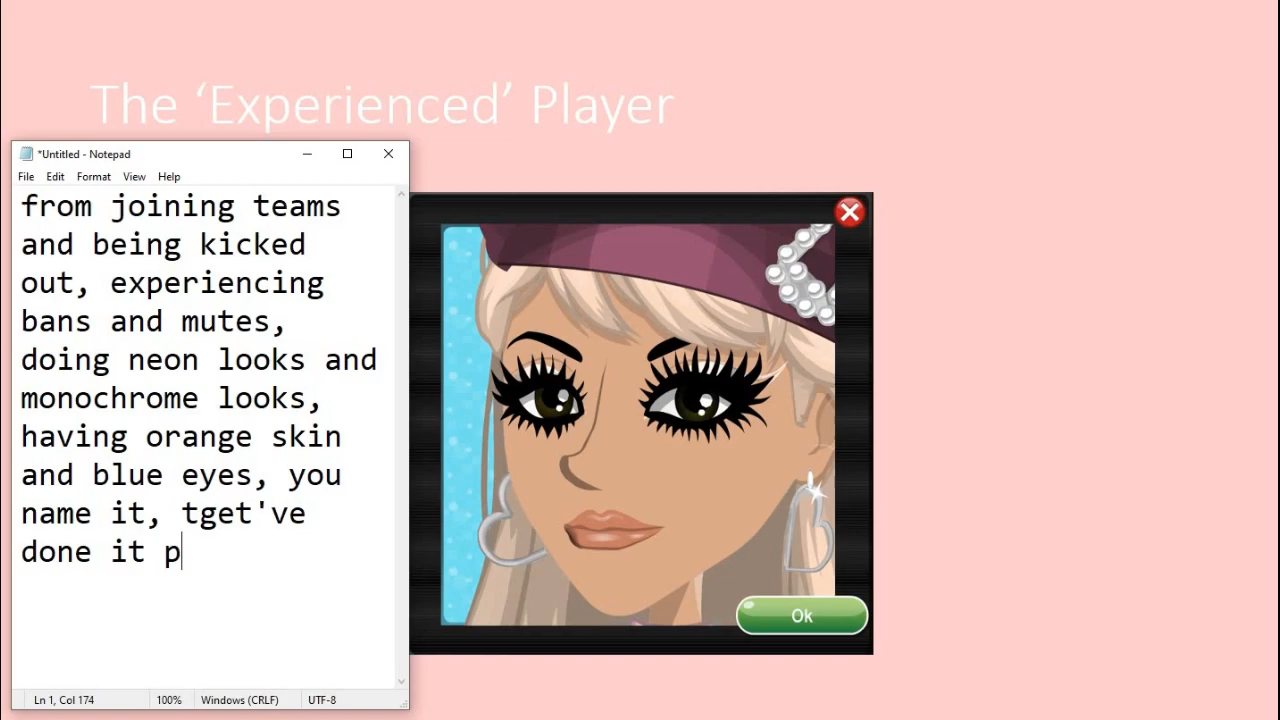 The ‘Experienced’ Player
*Untitled - Notepad
File Edit Format View Help
from joining teams
and being kicked
out, experiencing
bans and mutes,
doing neon looks and
monochrome looks,
having orange skin
and blue eyes, you
name it, tget've
done it p
Ok
Ln 1, Col 174 100% Windows (CRLF) UTF-8